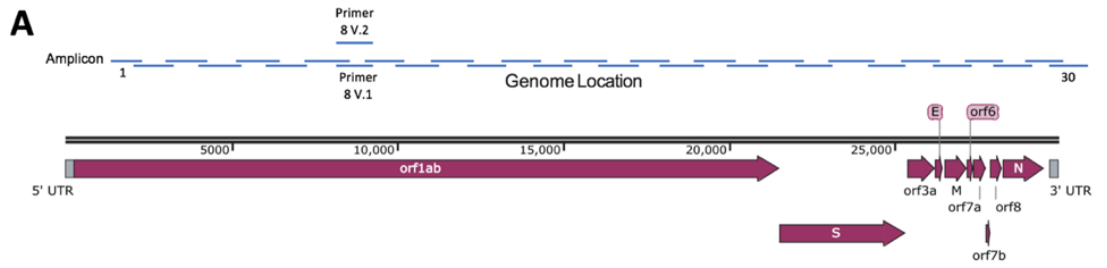 A
Primer
8 V.2
Amplicon
1
Primer
8 V.1
Genome Location
30
E
orf6
5000
10,000
15,000
20,000
25,000
orf1ab
N
5' UTR
orf3a
M
3' UTR
orf7a
orf8
S
orf7b